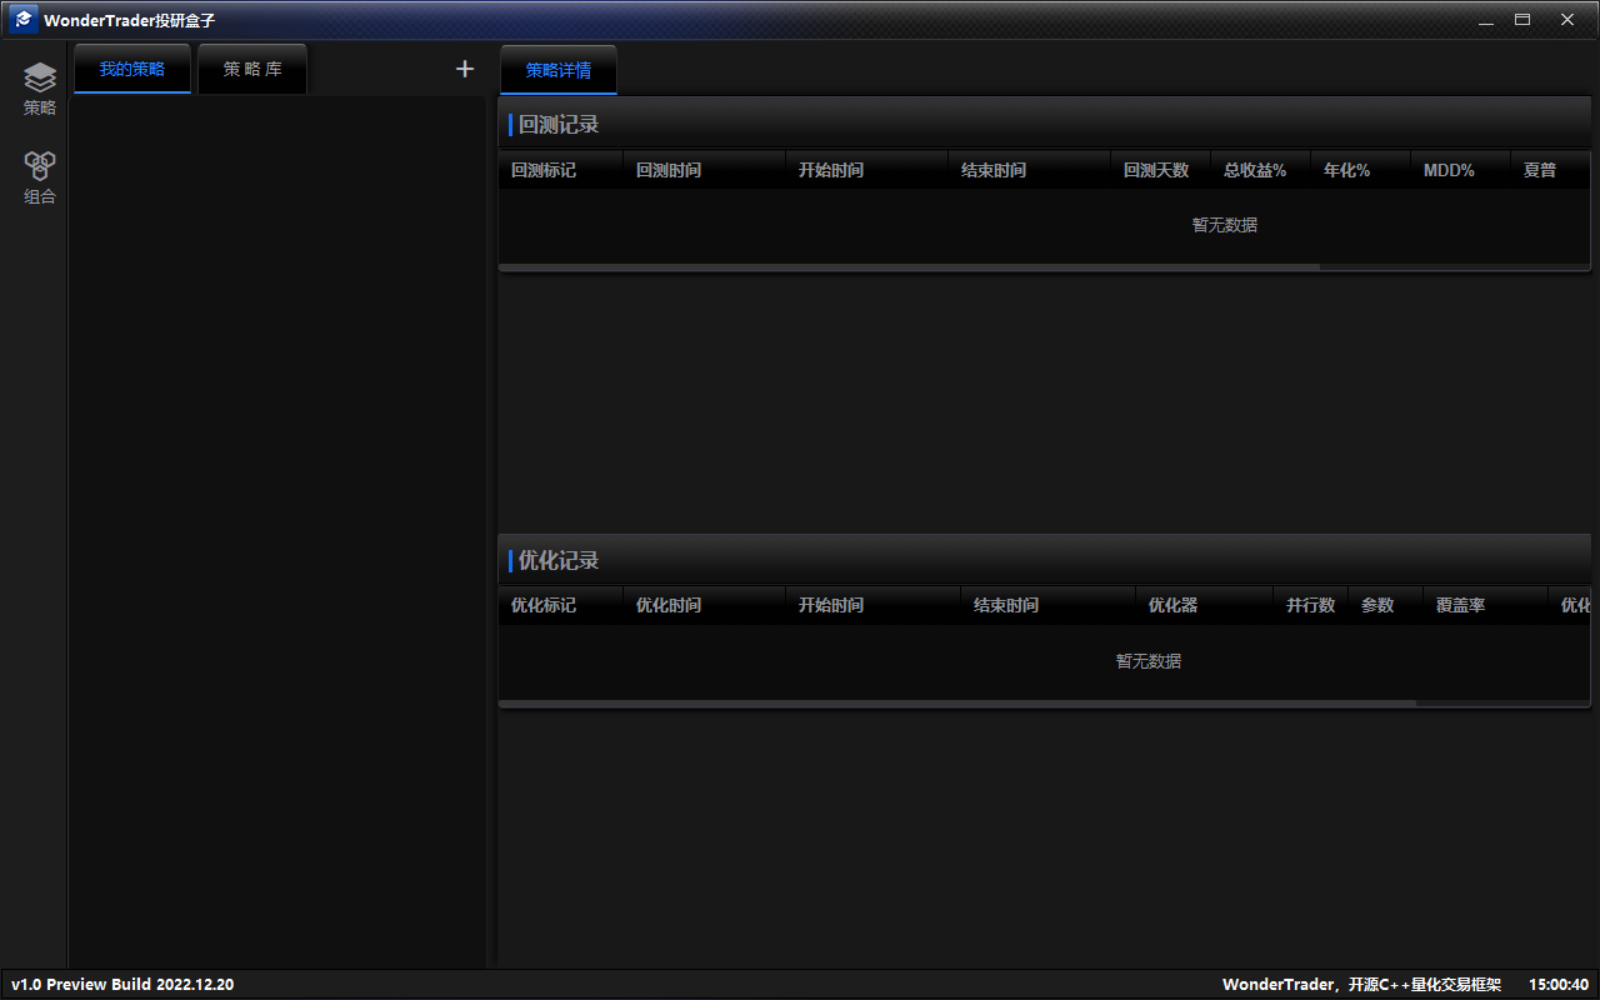 WonderTrader投研盒子
策略
组合
我的策略
策略库
+
策略详情
回测记录
回测标记 回测时间 开始时间 结束时间 回测天数 总收益% 年化% MDD% 夏普
暂无数据
优化记录
优化标记 优化时间 开始时间 结束时间 优化器 并行数 参数 覆盖率 优化
暂无数据
v1.0 Preview Build 2022.12.20
WonderTrader，开源C++量化交易框架 15:00:40